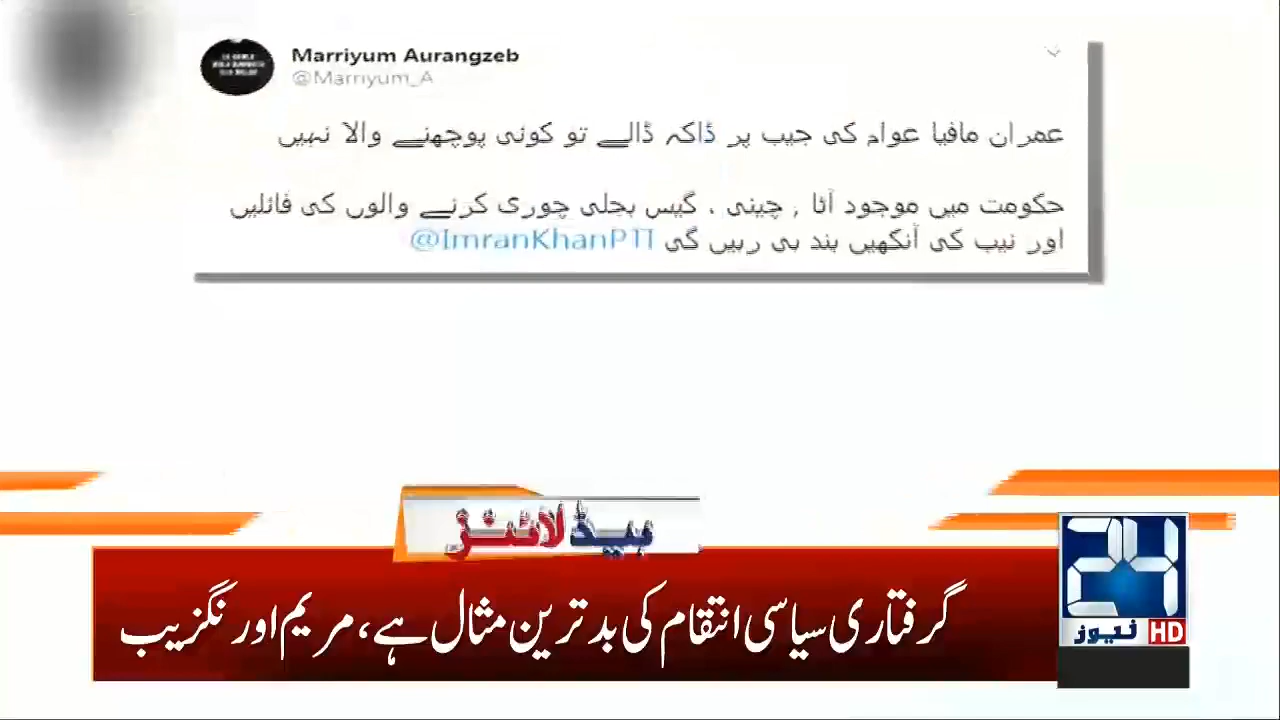 Marriyum Aurangzeb
@Marriyum_A
عمران مافیا عوام کی جیب پر ڈاکہ ڈالے تو کوئی پوچھنے والا نہیں
حکومت میں موجود آٹا , چینی ، گیس بجلی چوری کرنے والوں کی فائلیں
اور نیب کی آنکھیں بند ہی رہیں گی @ImranKhanPTI
ہیڈلائنز
گرفتاری سیاسی انتقام کی بدترین مثال ہے، مریم اورنگزیب
24
نیوز HD